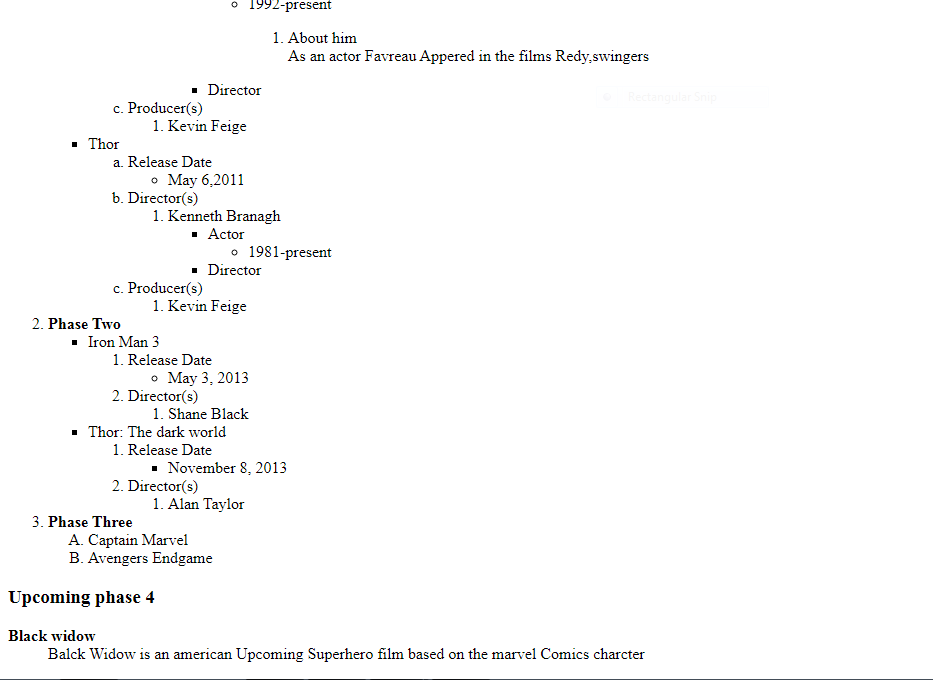 1992-present
1. About him
As an actor Favreau Appered in the films Redy,swingers
Director
c. Producer(s)
1. Kevin Feige
Thor
a. Release Date
May 6,2011
b. Director(s)
1. Kenneth Branagh
Actor
1981-present
Director
c. Producer(s)
1. Kevin Feige
2. Phase Two
Iron Man 3
1. Release Date
May 3, 2013
2. Director(s)
1. Shane Black
Thor: The dark world
1. Release Date
November 8, 2013
2. Director(s)
1. Alan Taylor
3. Phase Three
A. Captain Marvel
B. Avengers Endgame
Upcoming phase 4
Black widow
Balck Widow is an american Upcoming Superhero film based on the marvel Comics charcter
Rectangular Snip